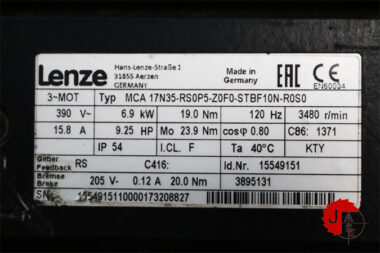 Lenze
Hans-Lenze-Straße 1
31855 Aerzen
Germany
Made in
Germany
EAC CE
EN60034
3~MOT Typ MCA 17N35-RS0P5-Z0F0-STBF10N-R0S0
390 V~ 6.9 kW 19.0 Nm 120 Hz 3480 r/min
15.8 A 9.25 HP Mo 23.9 Nm cosφ 0.80 C86: 1371
IP 54 I.CL. F Ta 40°C KTY
Geber
Feedback RS C416: Id.Nr. 15549151
Bremse
Brake 205 V⎓ 0.12 A 20.0 Nm 3895131
SNr. 1554915110000173208827